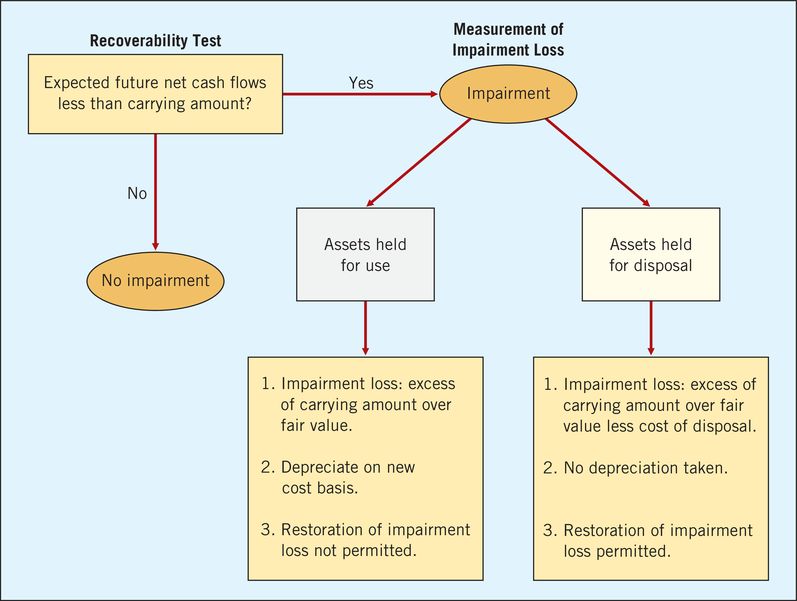 Recoverability Test
Measurement of
Impairment Loss
Expected future net cash flows
less than carrying amount?
Yes
Impairment
No
No impairment
Assets held
for use
Assets held
for disposal
1. Impairment loss: excess
of carrying amount over
fair value.
2. Depreciate on new
cost basis.
3. Restoration of impairment
loss not permitted.
1. Impairment loss: excess of
carrying amount over fair
value less cost of disposal.
2. No depreciation taken.
3. Restoration of impairment
loss permitted.